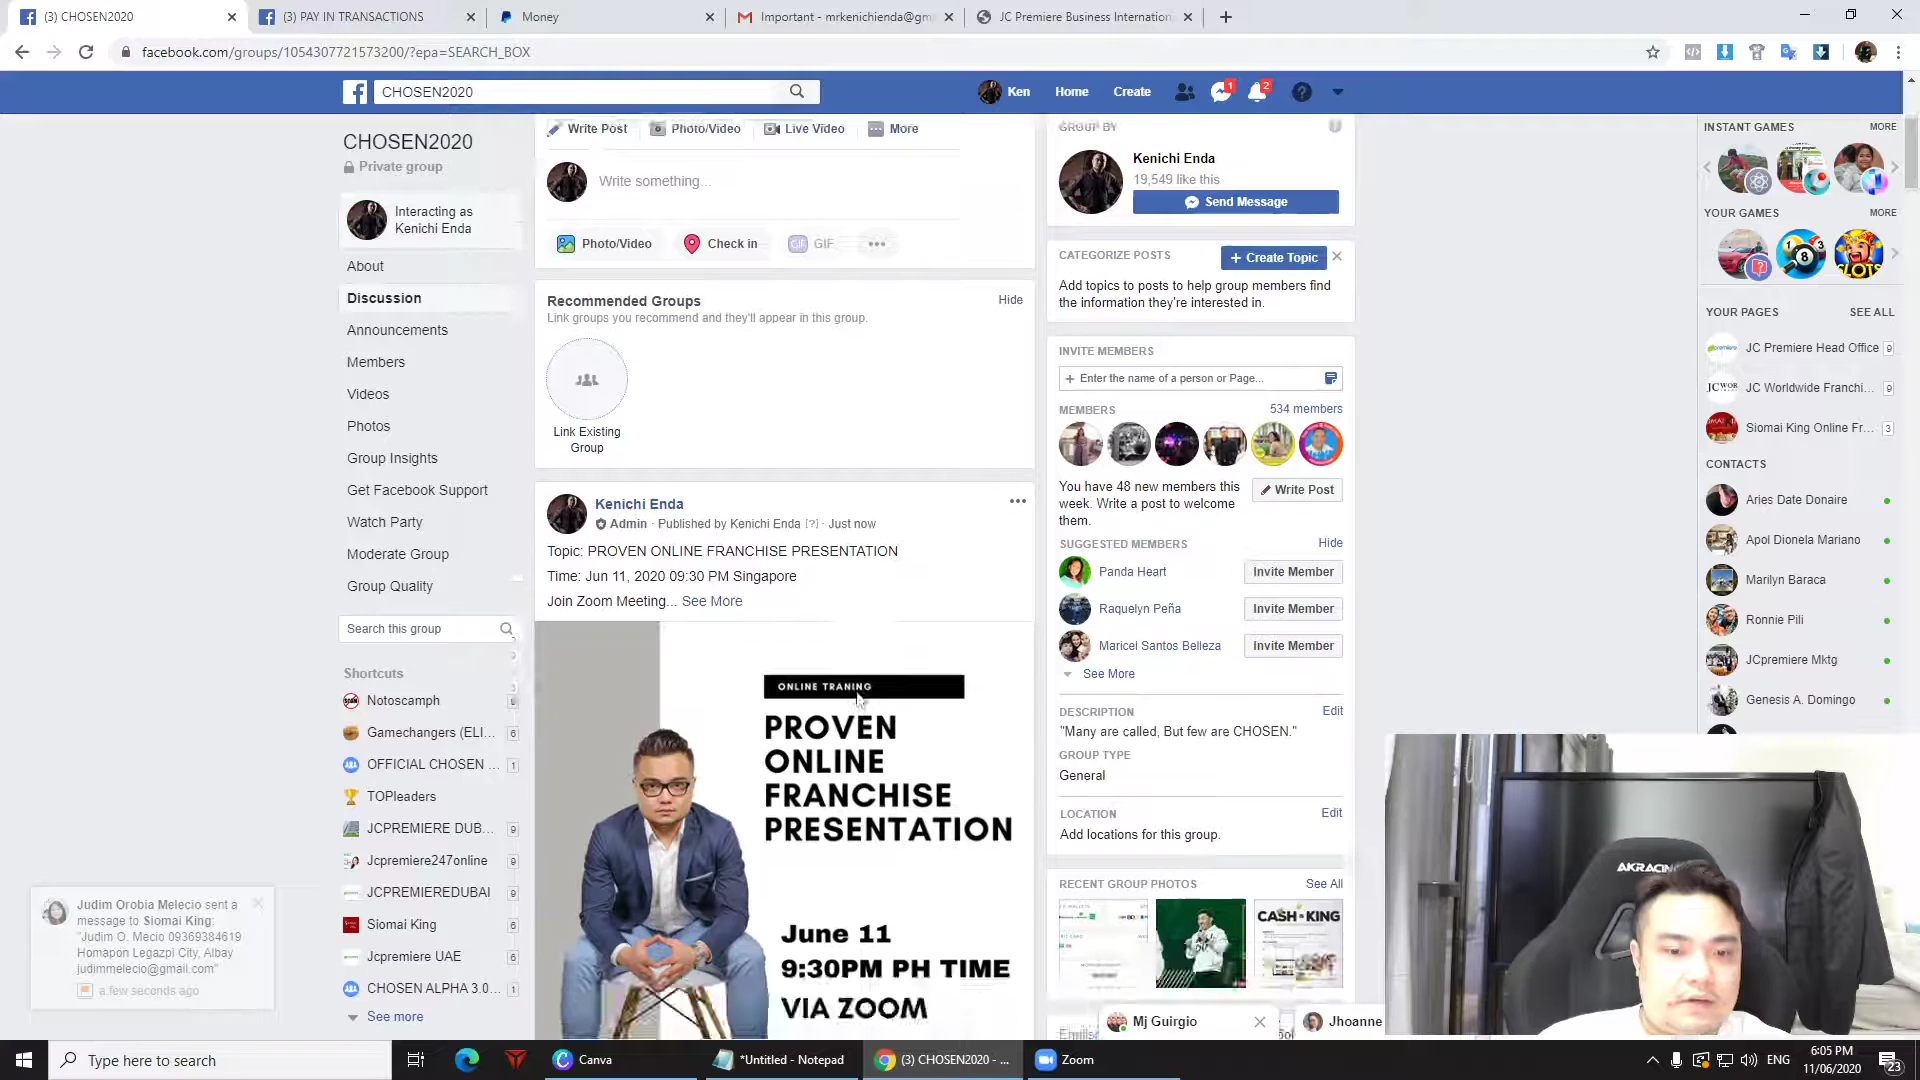 (3) CHOSEN2020
(3) PAY IN TRANSACTIONS
Money
Important - mrkenichienda@gm
JC Premiere Business Internation
facebook.com/groups/1054307721573200/?epa=SEARCH_BOX
CHOSEN2020
Ken
Home
Create
1
2
CHOSEN2020
Private group
Interacting as
Kenichi Enda
About
Discussion
Announcements
Members
Videos
Photos
Group Insights
Get Facebook Support
Watch Party
Moderate Group
Group Quality
Search this group
Shortcuts
Notoscamph
Gamechangers (ELI... 6
OFFICIAL CHOSEN ... 1
TOPleaders
JCPREMIERE DUB... 9
Jcpremiere247online 9
JCPREMIEREDUBAI 9
Siomai King 6
Jcpremiere UAE 6
CHOSEN ALPHA 3.0... 1
See more
Judim Orobia Melecio sent a
message to Siomai King:
"Judim O. Mecio 09369384619
Homapon Legazpi City, Albay
judimmelecio@gmail.com"
a few seconds ago
Write Post
Photo/Video
Live Video
More
Write something...
Photo/Video
Check in
GIF
Recommended Groups
Hide
Link groups you recommend and they'll appear in this group.
Link Existing
Group
Kenichi Enda
Admin · Published by Kenichi Enda [?] · Just now
Topic: PROVEN ONLINE FRANCHISE PRESENTATION
Time: Jun 11, 2020 09:30 PM Singapore
Join Zoom Meeting... See More
ONLINE TRANING
PROVEN
ONLINE
FRANCHISE
PRESENTATION
June 11
9:30PM PH TIME
VIA ZOOM
GROUP BY
Kenichi Enda
19,549 like this
Send Message
CATEGORIZE POSTS
+ Create Topic
Add topics to posts to help group members find
the information they're interested in.
INVITE MEMBERS
+ Enter the name of a person or Page...
MEMBERS
534 members
You have 48 new members this
week. Write a post to welcome
them.
Write Post
SUGGESTED MEMBERS
Hide
Panda Heart
Invite Member
Raquelyn Peña
Invite Member
Maricel Santos Belleza
Invite Member
See More
DESCRIPTION
Edit
"Many are called, But few are CHOSEN."
GROUP TYPE
General
LOCATION
Edit
Add locations for this group.
RECENT GROUP PHOTOS
See All
CASH KING
Mj Guirgio
Jhoanne
INSTANT GAMES
MORE
YOUR GAMES
MORE
SLOTS
YOUR PAGES
SEE ALL
JC Premiere Head Office 9
JC Worldwide Franchi... 9
Siomai King Online Fr... 3
CONTACTS
Aries Date Donaire
Apol Dionela Mariano
Marilyn Baraca
Ronnie Pili
JCpremiere Mktg
Genesis A. Domingo
AKRACIN
Type here to search
Canva
*Untitled - Notepad
(3) CHOSEN2020 - ...
Zoom
ENG
6:05 PM
11/06/2020
23